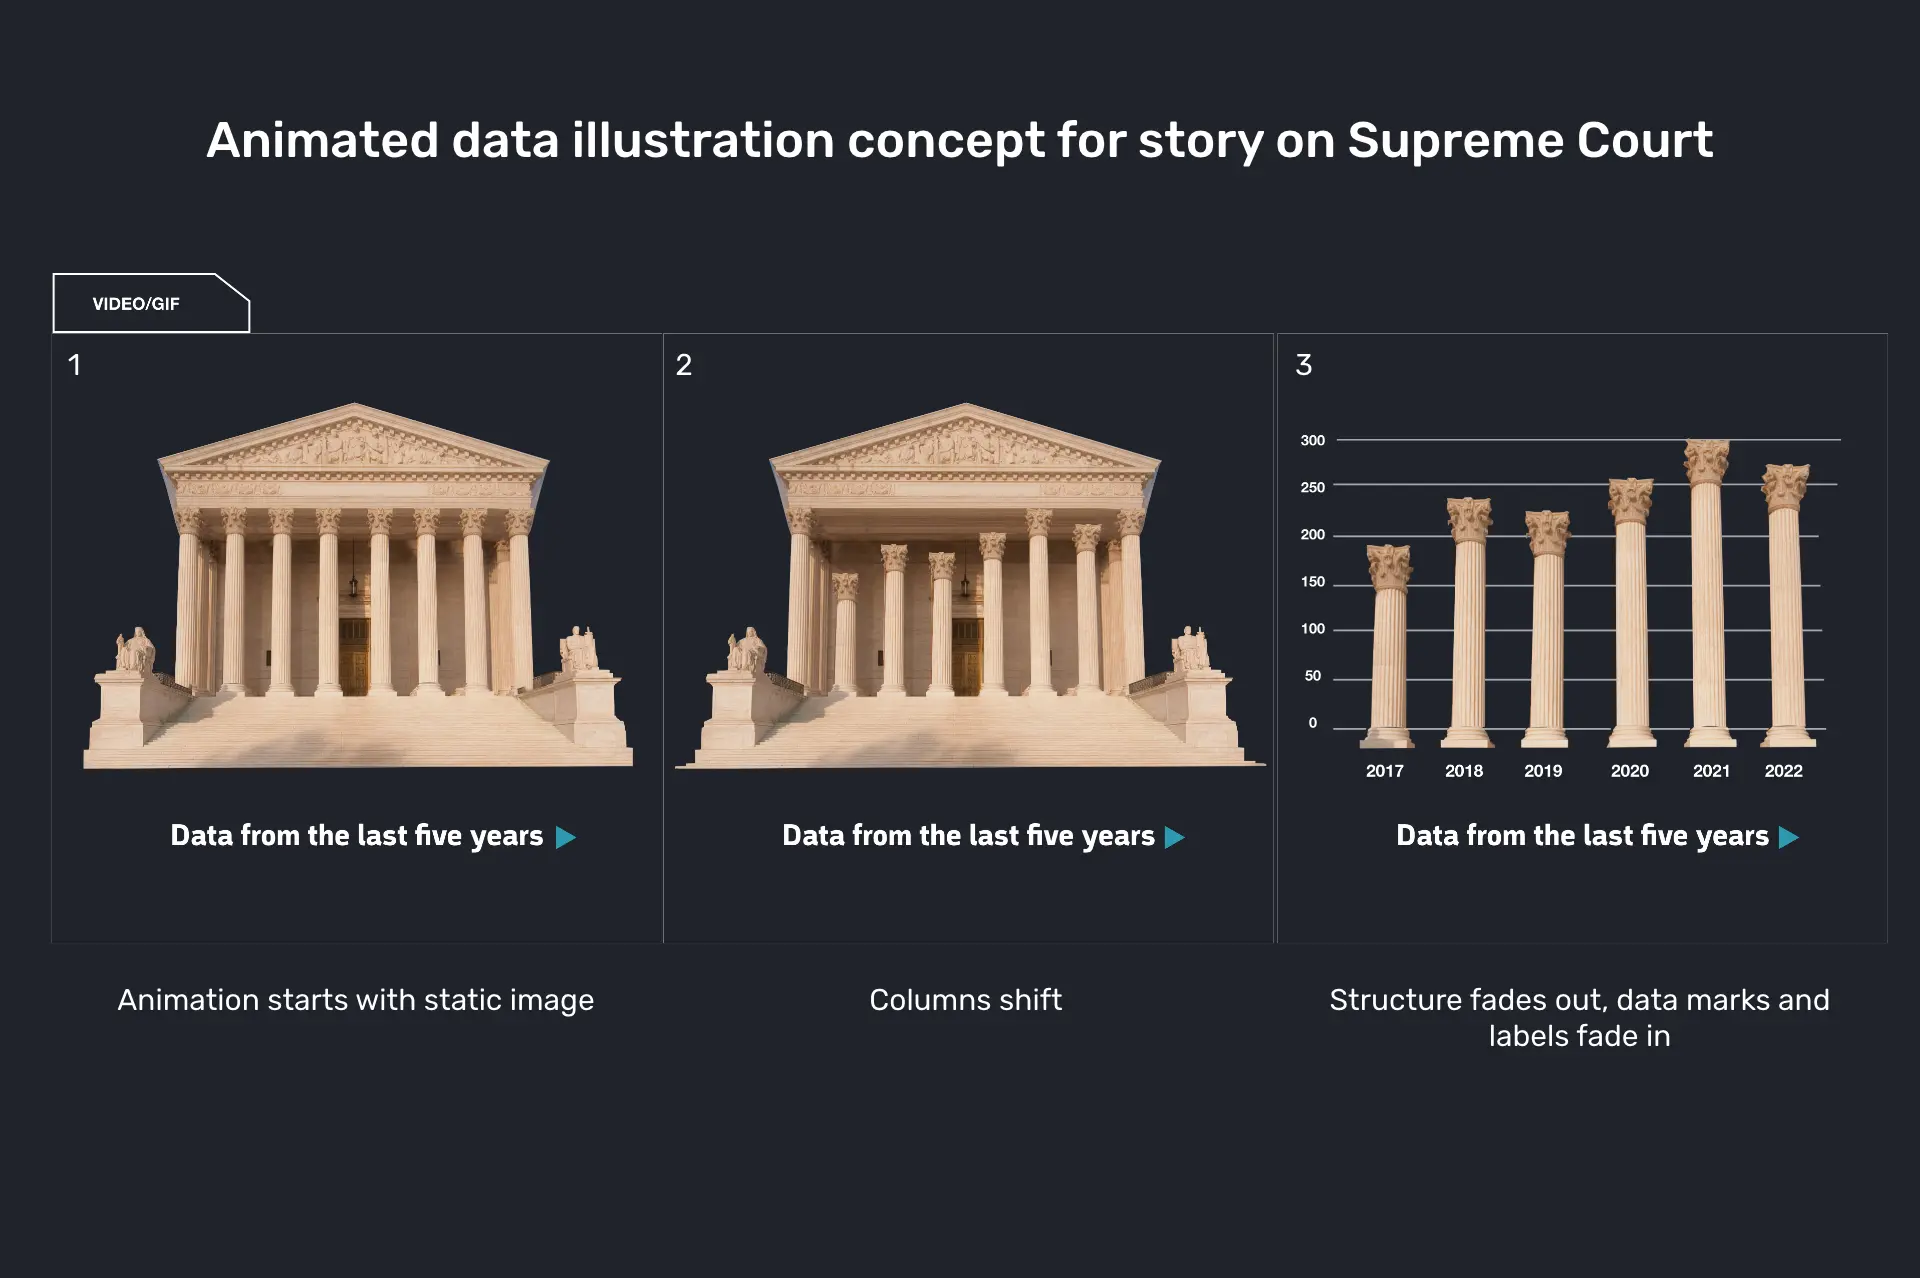 Animated data illustration concept for story on Supreme Court
VIDEO/GIF
1
2
3
300
250
200
150
100
50
0
2017 2018 2019 2020 2021 2022
Data from the last five years
Data from the last five years
Data from the last five years
Animation starts with static image
Columns shift
Structure fades out, data marks and
labels fade in